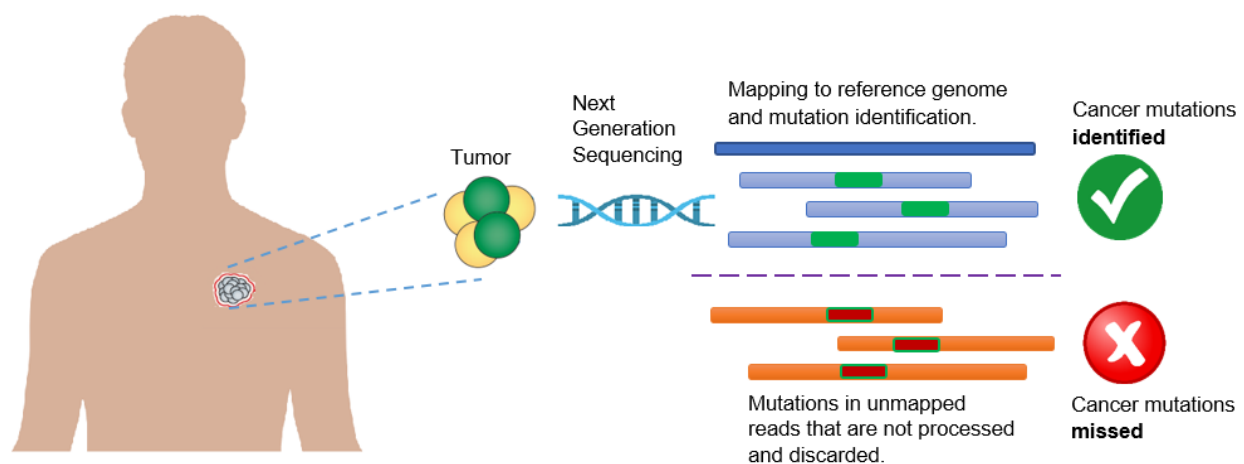 Tumor
Next
Generation
Sequencing
Mapping to reference genome
and mutation identification.
Cancer mutations
identified
Mutations in unmapped
reads that are not processed
and discarded.
Cancer mutations
missed